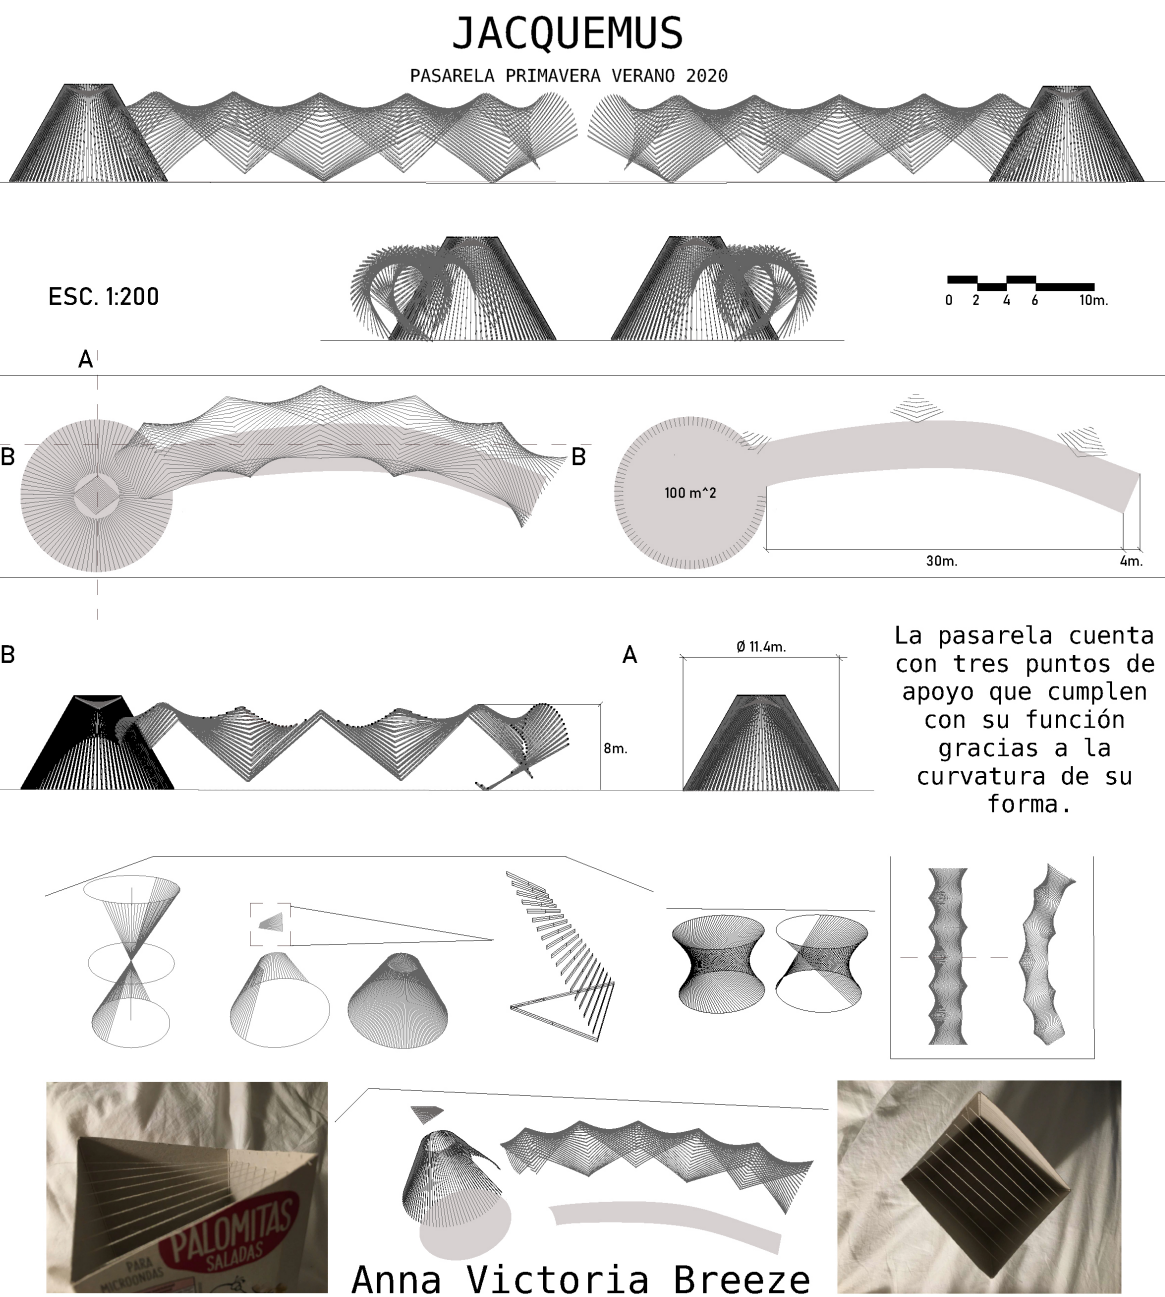 JACQUEMUS
PASARELA PRIMAVERA VERANO 2020
ESC. 1:200
0 2 4 6 10m.
A
B
B
100 m^2
30m.
4m.
B
8m.
A
Ø 11.4m.
La pasarela cuenta
con tres puntos de
apoyo que cumplen
con su función
gracias a la
curvatura de su
forma.
PALOMITAS
SALADAS
PARA
MICROONDAS
Anna Victoria Breeze